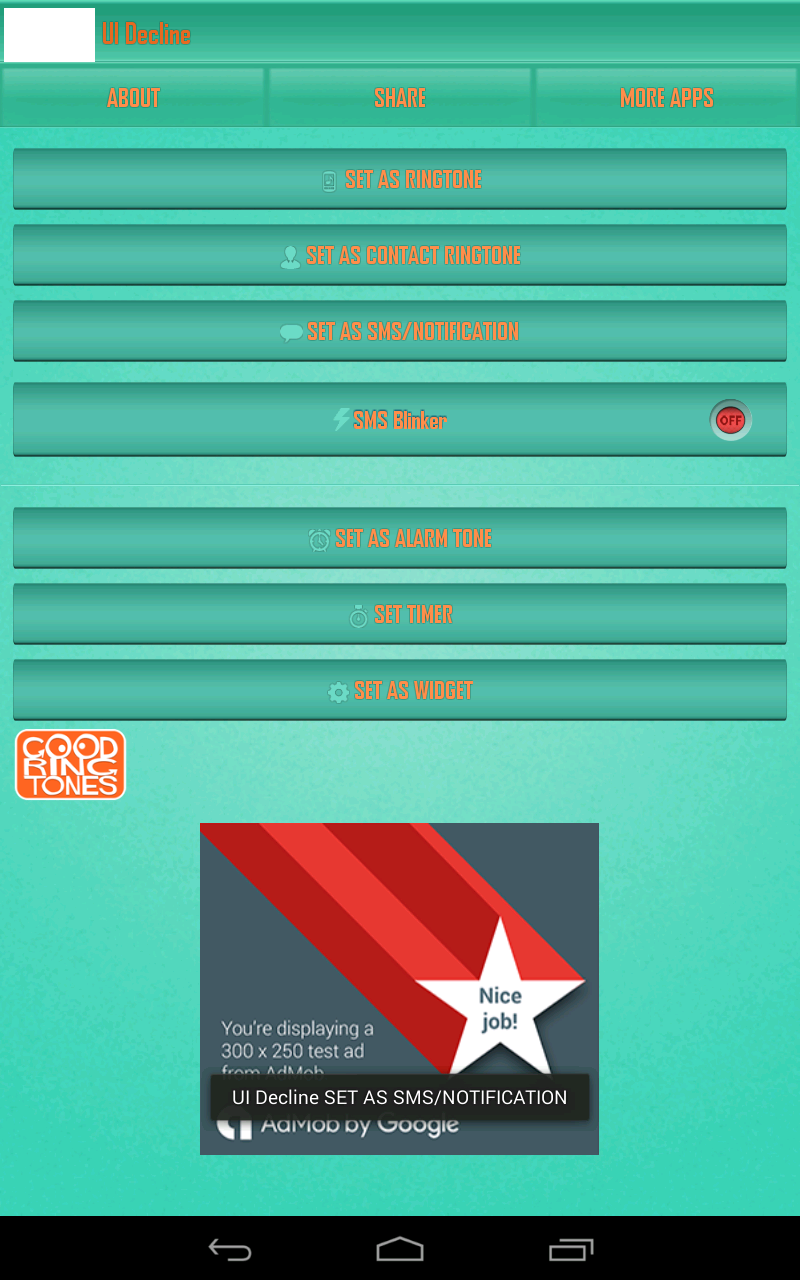 UI Decline
ABOUT
SHARE
MORE APPS
SET AS RINGTONE
SET AS CONTACT RINGTONE
SET AS SMS/NOTIFICATION
SMS Blinker
OFF
SET AS ALARM TONE
SET TIMER
SET AS WIDGET
GOOD
RING
TONES
Nice
job!
You're displaying a
300 x 250 test ad
from AdMob
UI Decline SET AS SMS/NOTIFICATION
AdMob by Google